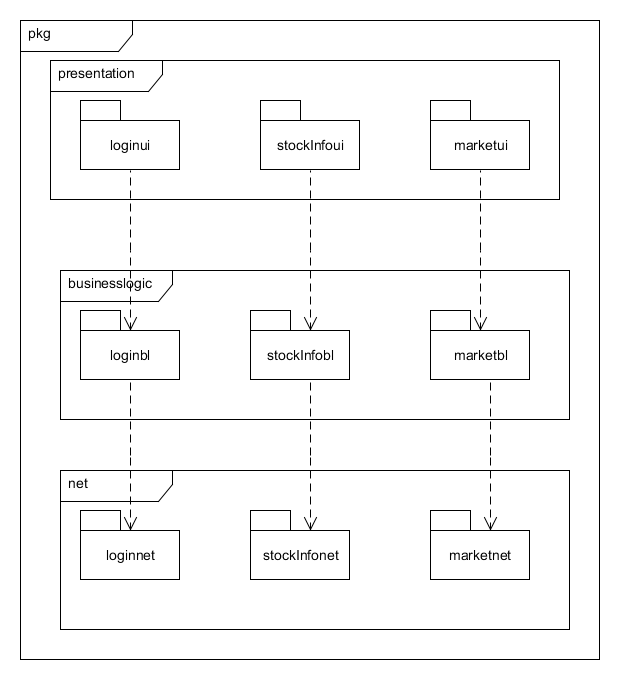 pkg
presentation
loginui
stockInfoui
marketui
businesslogic
loginbl
stockInfobl
marketbl
net
loginnet
stockInfonet
marketnet